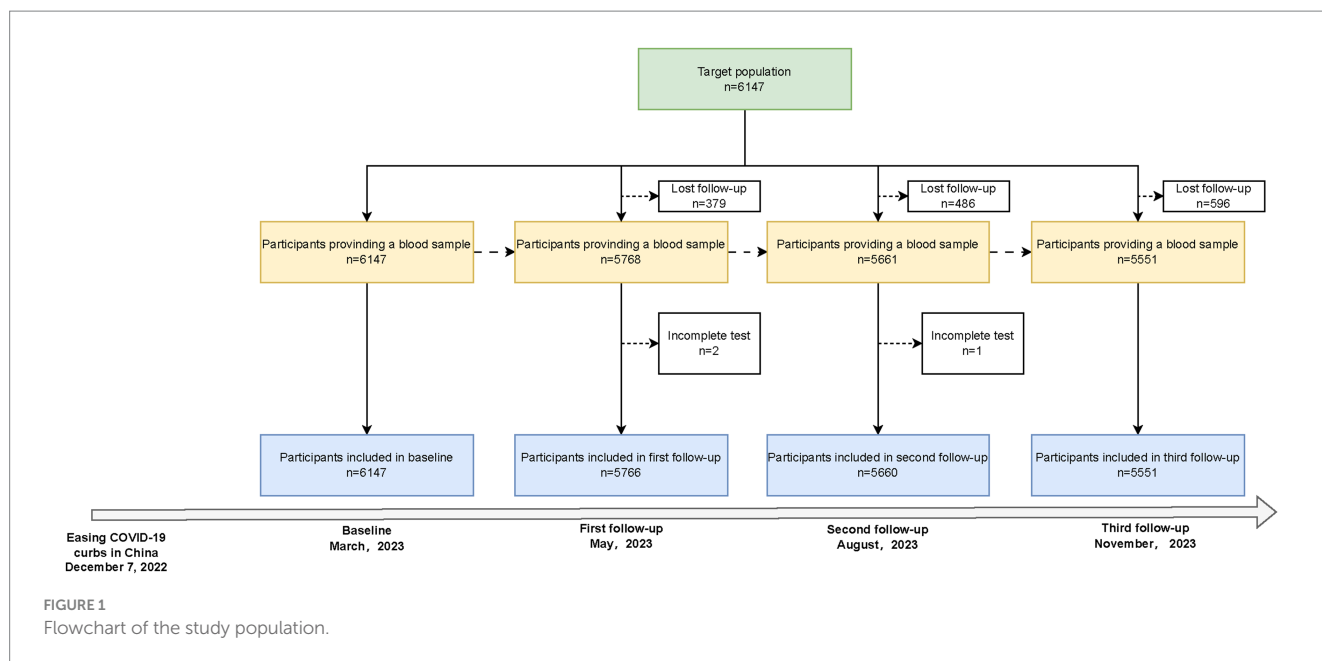 Target population
n=6147
Lost follow-up
n=379
Lost follow-up
n=486
Lost follow-up
n=596
Participants provinding a blood sample
n=6147
Participants provinding a blood sample
n=5768
Participants providing a blood sample
n=5661
Participants providing a blood sample
n=5551
Incomplete test
n=2
Incomplete test
n=1
Participants included in baseline
n=6147
Participants included in first follow-up
n=5766
Participants included in second follow-up
n=5660
Participants included in third follow-up
n=5551
Easing COVID-19
curbs in China
December 7, 2022
Baseline
March，2023
First follow-up
May，2023
Second follow-up
August，2023
Third follow-up
November，2023
FIGURE 1
Flowchart of the study population.